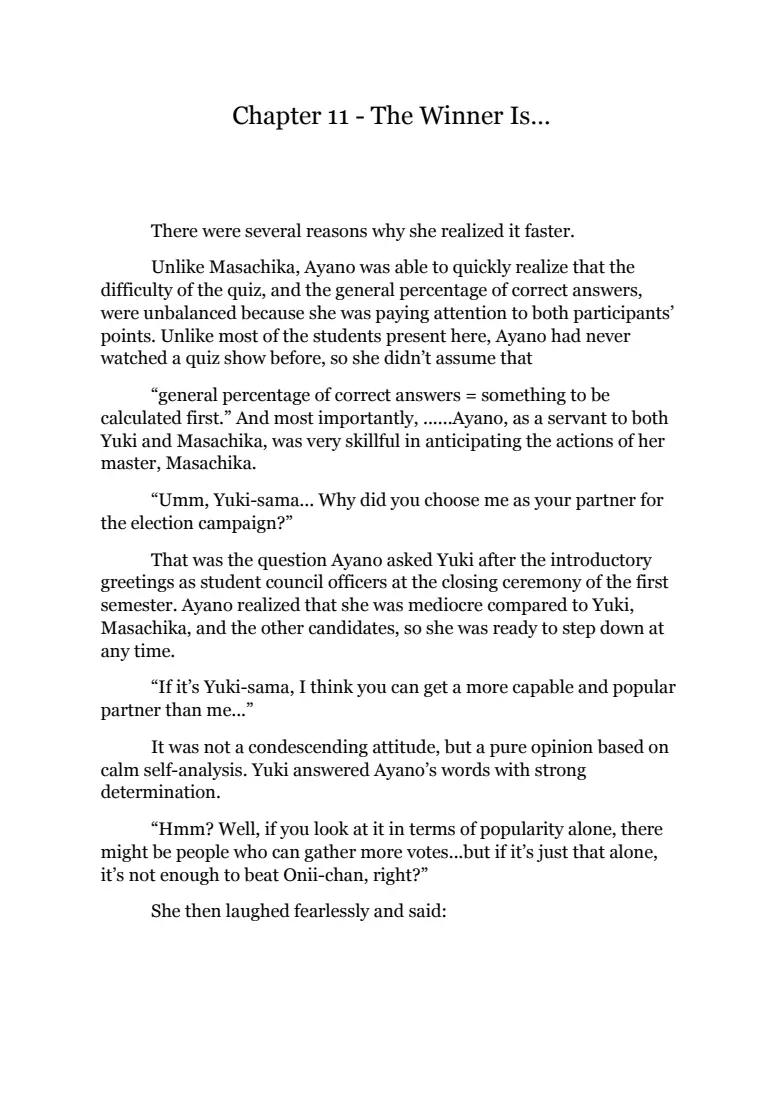 Chapter 11 - The Winner Is...
There were several reasons why she realized it faster.
Unlike Masachika, Ayano was able to quickly realize that the
difficulty of the quiz, and the general percentage of correct answers,
were unbalanced because she was paying attention to both participants’
points. Unlike most of the students present here, Ayano had never
watched a quiz show before, so she didn’t assume that
“general percentage of correct answers = something to be
calculated first.” And most importantly, ......Ayano, as a servant to both
Yuki and Masachika, was very skillful in anticipating the actions of her
master, Masachika.
“Umm, Yuki-sama... Why did you choose me as your partner for
the election campaign?”
That was the question Ayano asked Yuki after the introductory
greetings as student council officers at the closing ceremony of the first
semester. Ayano realized that she was mediocre compared to Yuki,
Masachika, and the other candidates, so she was ready to step down at
any time.
“If it’s Yuki-sama, I think you can get a more capable and popular
partner than me...”
It was not a condescending attitude, but a pure opinion based on
calm self-analysis. Yuki answered Ayano’s words with strong
determination.
“Hmm? Well, if you look at it in terms of popularity alone, there
might be people who can gather more votes...but if it’s just that alone,
it’s not enough to beat Onii-chan, right?”
She then laughed fearlessly and said: